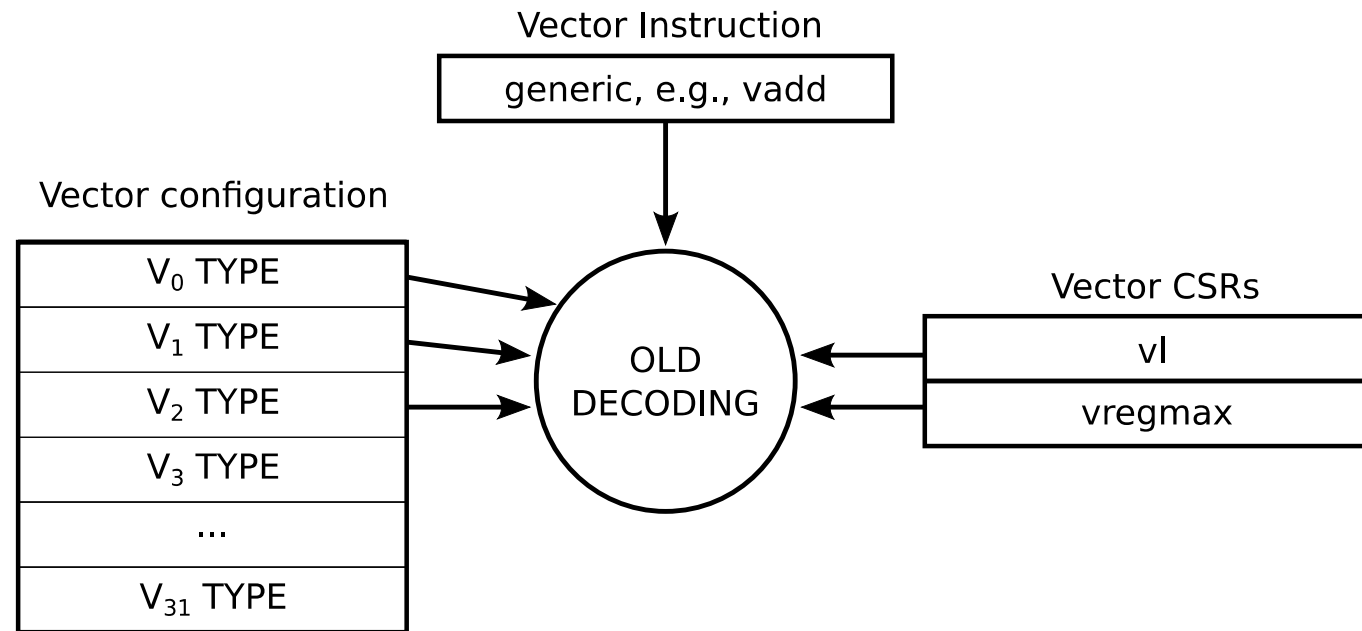 Vector Instruction
generic, e.g., vadd
Vector configuration
V₀ TYPE
V₁ TYPE
V₂ TYPE
V₃ TYPE
...
V₃₁ TYPE
OLD
DECODING
Vector CSRs
vl
vregmax